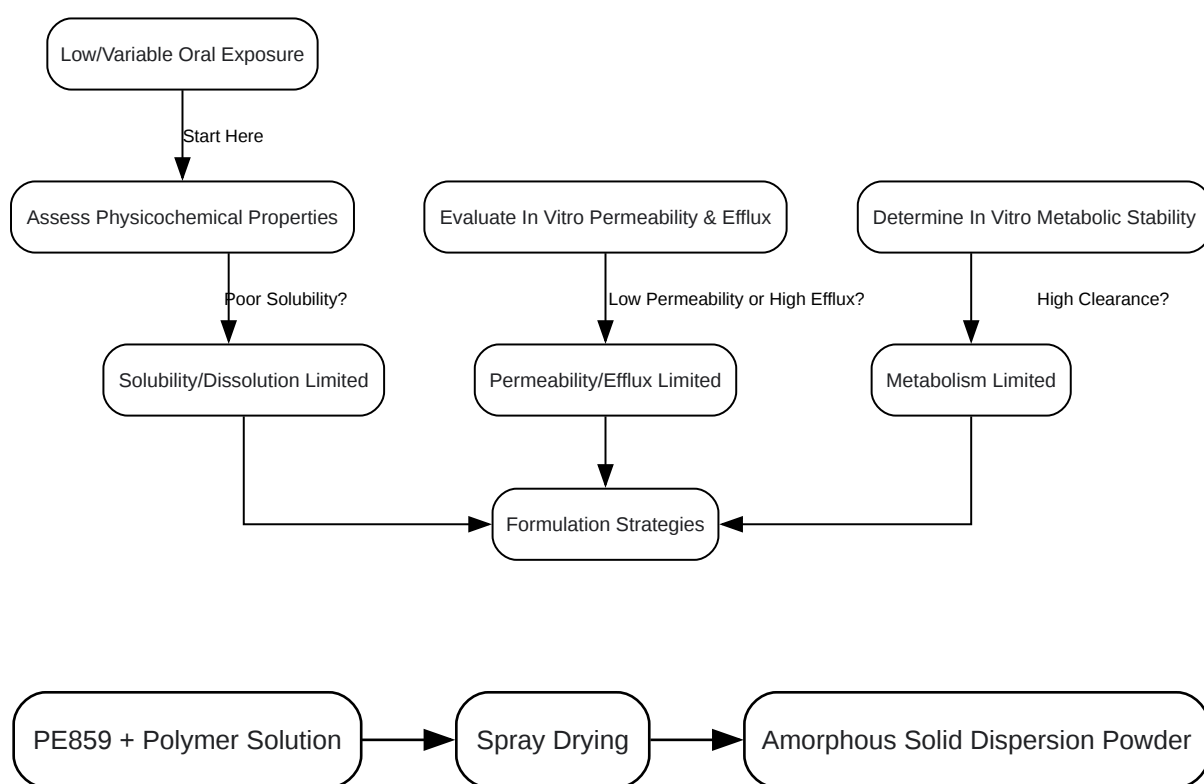 Low/Variable Oral Exposure
Start Here
Assess Physicochemical Properties
Evaluate In Vitro Permeability & Efflux
Determine In Vitro Metabolic Stability
Poor Solubility?
Low Permeability or High Efflux?
High Clearance?
Solubility/Dissolution Limited
Permeability/Efflux Limited
Metabolism Limited
Formulation Strategies
PE859 + Polymer Solution
Spray Drying
Amorphous Solid Dispersion Powder